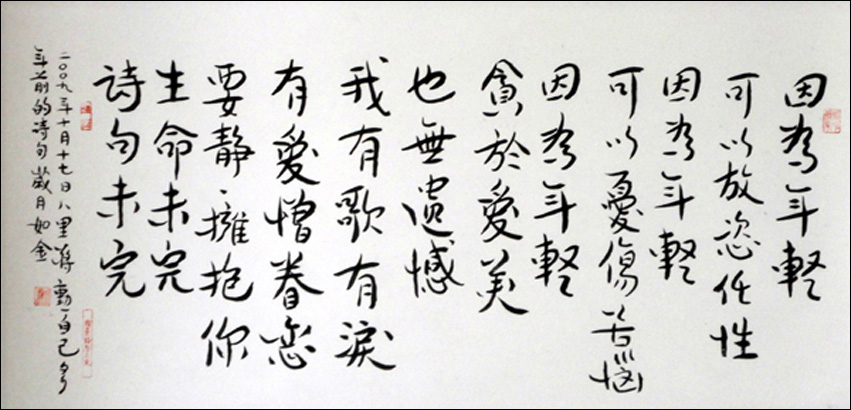 因為年輕
可以放恣任性
因為年輕
可以憂傷苦惱
因為年輕
貪於愛美
也無遺憾
我有歌有淚
有愛憎眷戀
要靜靜擁抱你
生命未完
詩句未完
二〇〇九年十月十七日八里蔣勳自己多
年前的詩句歲月如金